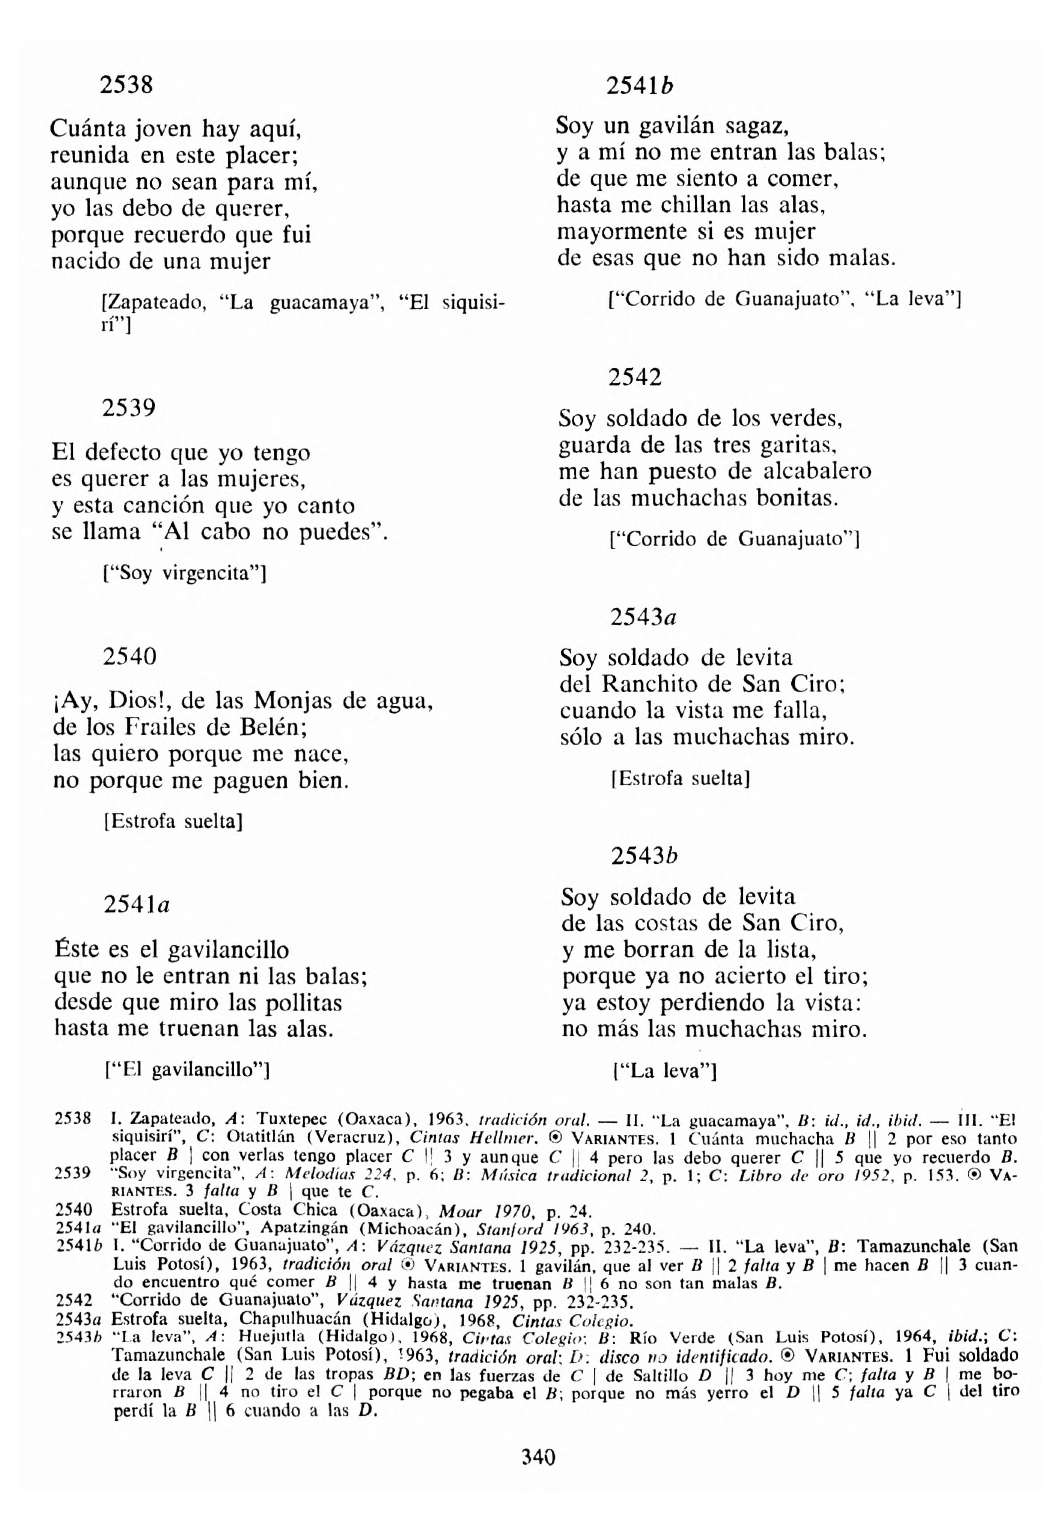 2538
Cuánta joven hay aquí,
reunida en este placer;
aunque no sean para mí,
yo las debo de querer,
porque recuerdo que fui
nacido de una mujer
[Zapateado, “La guacamaya”, “El siquisi-
rí”]
2539
El defecto que yo tengo
es querer a las mujeres,
y esta canción que yo canto
se llama “Al cabo no puedes”.
[“Soy virgencita”]
2540
¡Ay, Dios!, de las Monjas de agua,
de los Frailes de Belén;
las quiero porque me nace,
no porque me paguen bien.
[Estrofa suelta]
2541a
Éste es el gavilancillo
que no le entran ni las balas;
desde que miro las pollitas
hasta me truenan las alas.
[“El gavilancillo”]
2541b
Soy un gavilán sagaz,
y a mí no me entran las balas;
de que me siento a comer,
hasta me chillan las alas,
mayormente si es mujer
de esas que no han sido malas.
[“Corrido de Guanajuato”, “La leva”]
2542
Soy soldado de los verdes,
guarda de las tres garitas,
me han puesto de alcabalero
de las muchachas bonitas.
[“Corrido de Guanajuato”]
2543a
Soy soldado de levita
del Ranchito de San Ciro;
cuando la vista me falla,
sólo a las muchachas miro.
[Estrofa suelta]
2543b
Soy soldado de levita
de las costas de San Ciro,
y me borran de la lista,
porque ya no acierto el tiro;
ya estoy perdiendo la vista:
no más las muchachas miro.
[“La leva”]
2538 I. Zapateado, A: Tuxtepec (Oaxaca), 1963, tradición oral. — II. “La guacamaya”, B: id., id., ibid. — III. “El
siquisirí”, C: Otatitlán (Veracruz), Cintas Hellmer. ⊙ VARIANTES. 1 Cuánta muchacha B || 2 por eso tanto
placer B | con verlas tengo placer C || 3 y aunque C || 4 pero las debo querer C || 5 que yo recuerdo B.
2539 “Soy virgencita”, A: Melodías 224, p. 6; B: Música tradicional 2, p. 1; C: Libro de oro 1952, p. 153. ⊙ VA-
RIANTES. 3 falta y B | que te C.
2540 Estrofa suelta, Costa Chica (Oaxaca), Moar 1970, p. 24.
2541a “El gavilancillo”, Apatzingán (Michoacán), Stanford 1963, p. 240.
2541b I. “Corrido de Guanajuato”, A: Vázquez Santana 1925, pp. 232-235. — II. “La leva”, B: Tamazunchale (San
Luis Potosí), 1963, tradición oral ⊙ VARIANTES. 1 gavilán, que al ver B || 2 falta y B | me hacen B || 3 cuan-
do encuentro qué comer B || 4 y hasta me truenan B || 6 no son tan malas B.
2542 “Corrido de Guanajuato”, Vázquez Santana 1925, pp. 232-235.
2543a Estrofa suelta, Chapulhuacán (Hidalgo), 1968, Cintas Colegio.
2543b “La leva”, A: Huejutla (Hidalgo), 1968, Cintas Colegio; B: Río Verde (San Luis Potosí), 1964, ibid.; C:
Tamazunchale (San Luis Potosí), 1963, tradición oral; D: disco no identificado. ⊙ VARIANTES. 1 Fui soldado
de la leva C || 2 de las tropas BD; en las fuerzas de C | de Saltillo D || 3 hoy me C; falta y B | me bo-
rraron B || 4 no tiro el C | porque no pegaba el B; porque no más yerro el D || 5 falta ya C | del tiro
perdí la B || 6 cuando a las D.
340